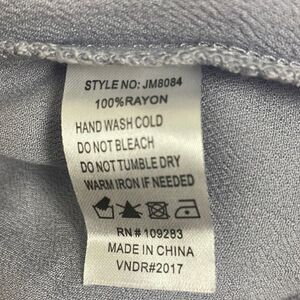 STYLE NO: JM8084
100%RAYON
HAND WASH COLD
DO NOT BLEACH
DO NOT TUMBLE DRY
WARM IRON IF NEEDED
RN# 109283
MADE IN CHINA
VNDR#2017